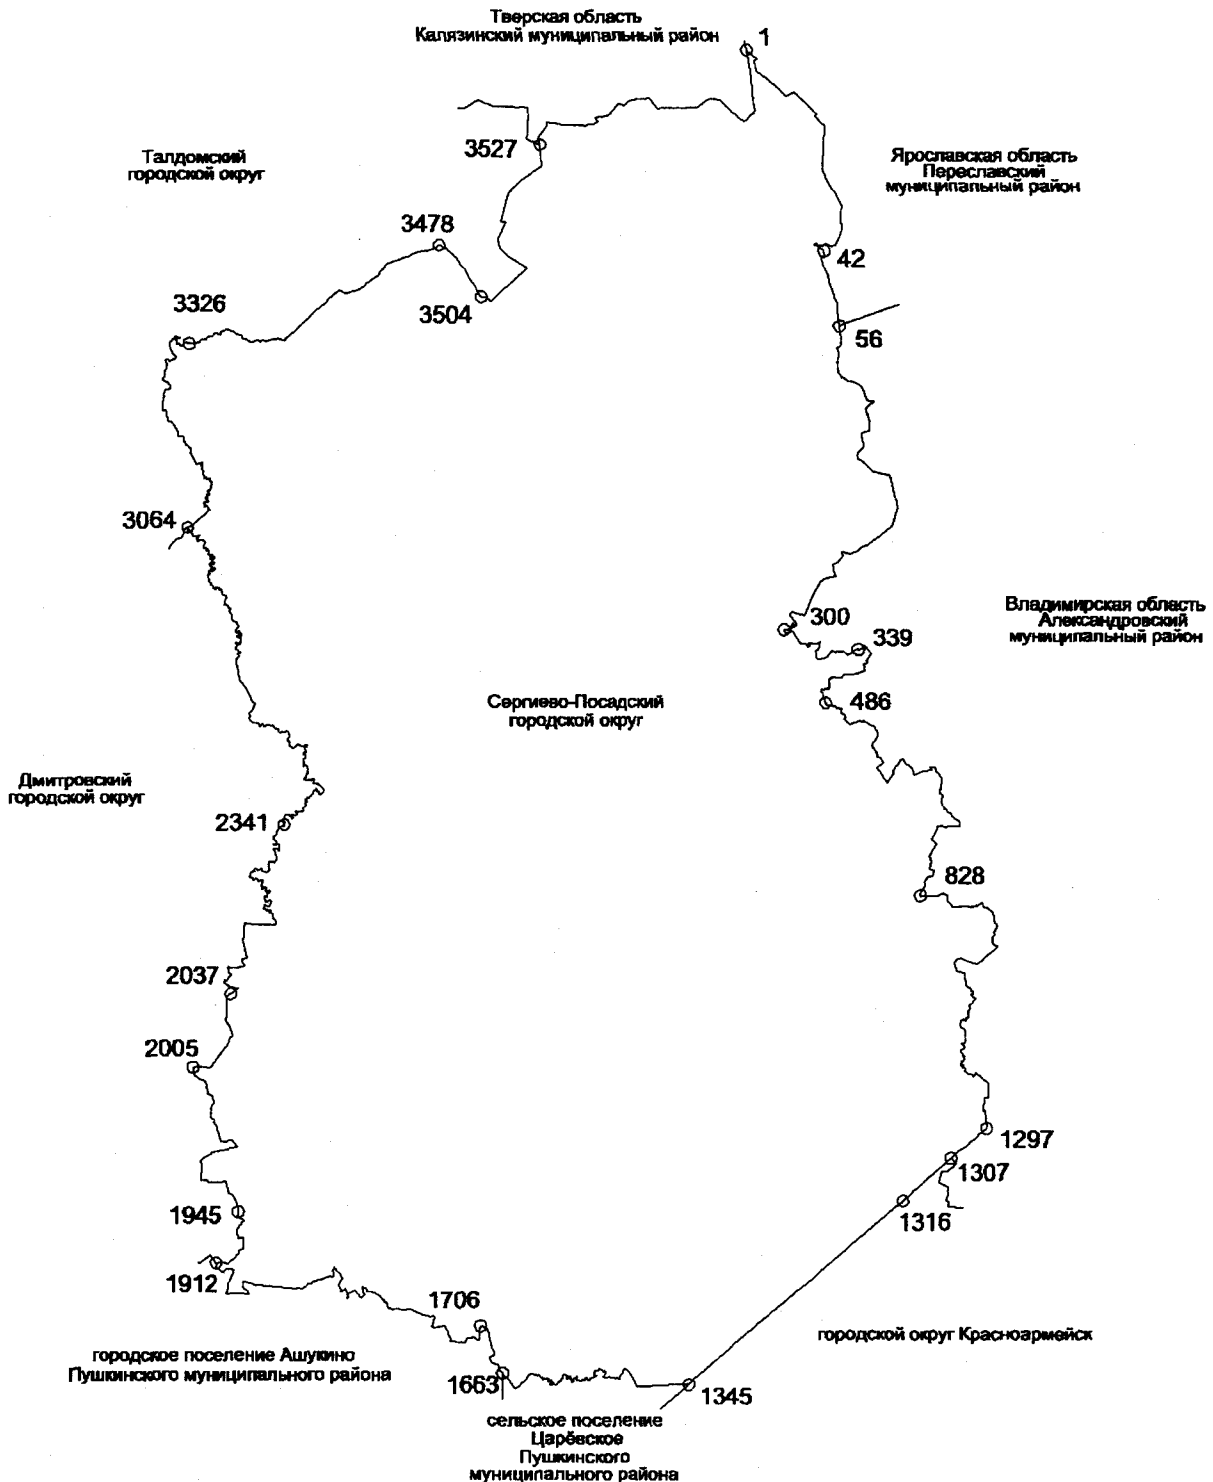 Тверская область
Калязинский муниципальный район
1
3527
Талдомский
городской округ
Ярославская область
Переславский
муниципальный район
3478
42
3326
3504
56
3064
300
339
Владимирская область
Александровский
муниципальный район
486
Сергиево-Посадский
городской округ
Дмитровский
городской округ
2341
828
2037
2005
1297
1307
1945
1316
1912
1706
городской округ Красноармейск
городское поселение Ашукино
Пушкинского муниципального района
1663
1345
сельское поселение
Царёвское
Пушкинского
муниципального района